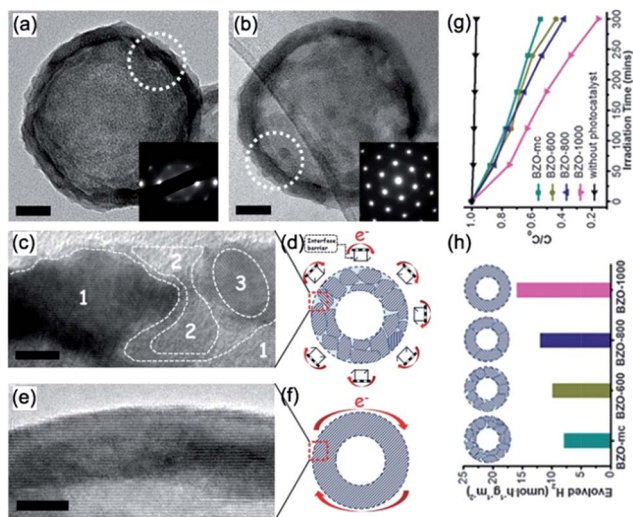 (a)
(b)
(c)
1
2
2
3
1
(d)
Interface
barrier
e-
(e)
(f)
e-
(g)
C/C⁰
1.0
0.8
0.6
0.4
0.2
BZO-mc
BZO-600
BZO-800
BZO-1000
without photocatalyst
0
50
100
150
200
250
300
Irradiation Time (mins)
(h)
Evolved H₂ (umol·h⁻¹g⁻¹m⁻²)
25
20
15
10
5
0
BZO-mc
BZO-600
BZO-800
BZO-1000